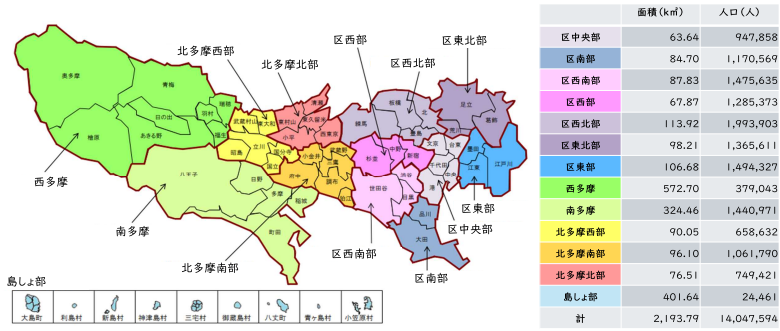 北多摩西部
北多摩北部
区西部
区西北部
区東北部
奥多摩
青梅
瑞穂
羽村
日の出
福生
檜原
あきる野
武蔵村山
東大和
東村山
清瀬
東久留米
小平
西東京
板橋
北
練馬
豊島
足立
葛飾
荒川
文京
台東
墨田
江戸川
昭島
立川
国分寺
国立
小金井
武蔵野
三鷹
府中
調布
狛江
杉並
中野
新宿
千代田
中央
港
江東
八王子
日野
多摩
稲城
町田
世田谷
渋谷
目黒
品川
大田
西多摩
南多摩
北多摩南部
区西南部
区南部
区中央部
区東部
島しょ部
大島町 利島村 新島村 神津島村 三宅村 御蔵島村 八丈町 青ヶ島村 小笠原村
面積(k㎡) 人口(人)
区中央部 63.64 947,858
区南部 84.70 1,170,569
区西南部 87.83 1,475,635
区西部 67.87 1,285,373
区西北部 113.92 1,993,903
区東北部 98.21 1,365,611
区東部 106.68 1,494,327
西多摩 572.70 379,043
南多摩 324.46 1,440,971
北多摩西部 90.05 658,632
北多摩南部 96.10 1,061,790
北多摩北部 76.51 749,421
島しょ部 401.64 24,461
計 2,193.79 14,047,594